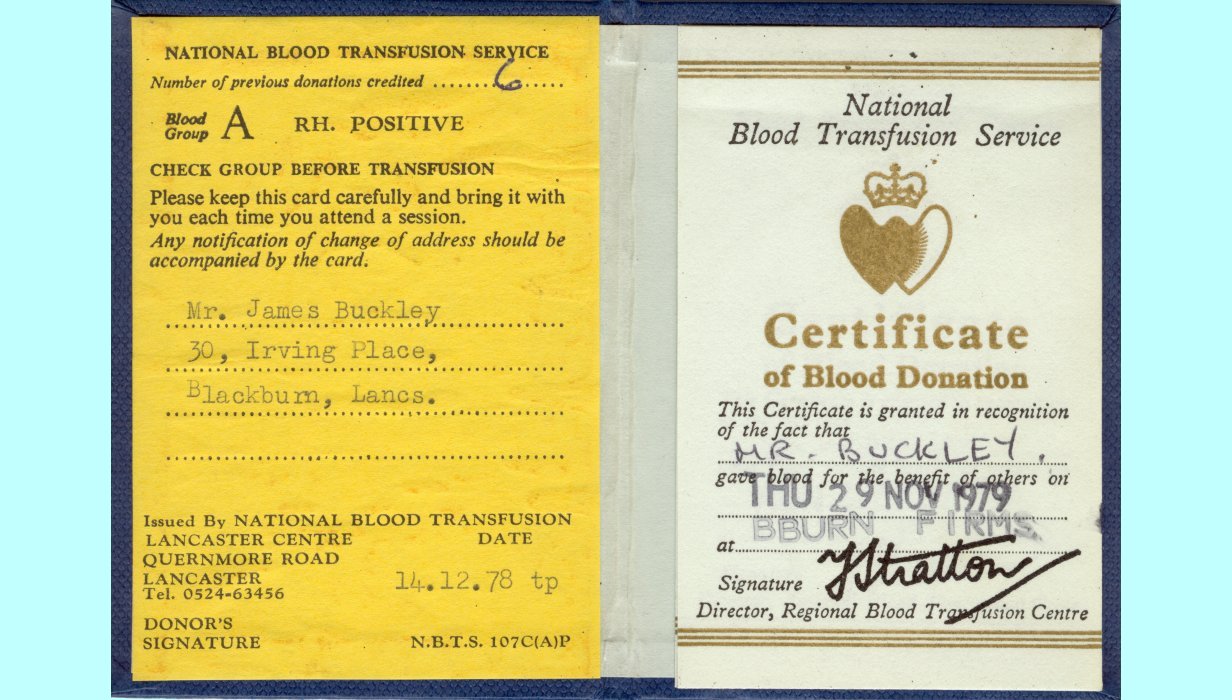 NATIONAL BLOOD TRANSFUSION SERVICE
Number of previous donations credited ........6......
Blood Group A RH. POSITIVE
CHECK GROUP BEFORE TRANSFUSION
Please keep this card carefully and bring it with
you each time you attend a session.
Any notification of change of address should be
accompanied by the card.
Mr. James Buckley
30, Irving Place,
Blackburn, Lancs.
Issued By NATIONAL BLOOD TRANSFUSION
LANCASTER CENTRE DATE
QUERNMORE ROAD
LANCASTER 14.12.78 tp
Tel. 0524-63456
DONOR'S
SIGNATURE N.B.T.S. 107C(A)P
National
Blood Transfusion Service
Certificate
of Blood Donation
This Certificate is granted in recognition
of the fact that
MR. BUCKLEY.
gave blood for the benefit of others on
THU 29 NOV 1979
BBURN FIRMS
at
Signature J Stratton
Director, Regional Blood Transfusion Centre